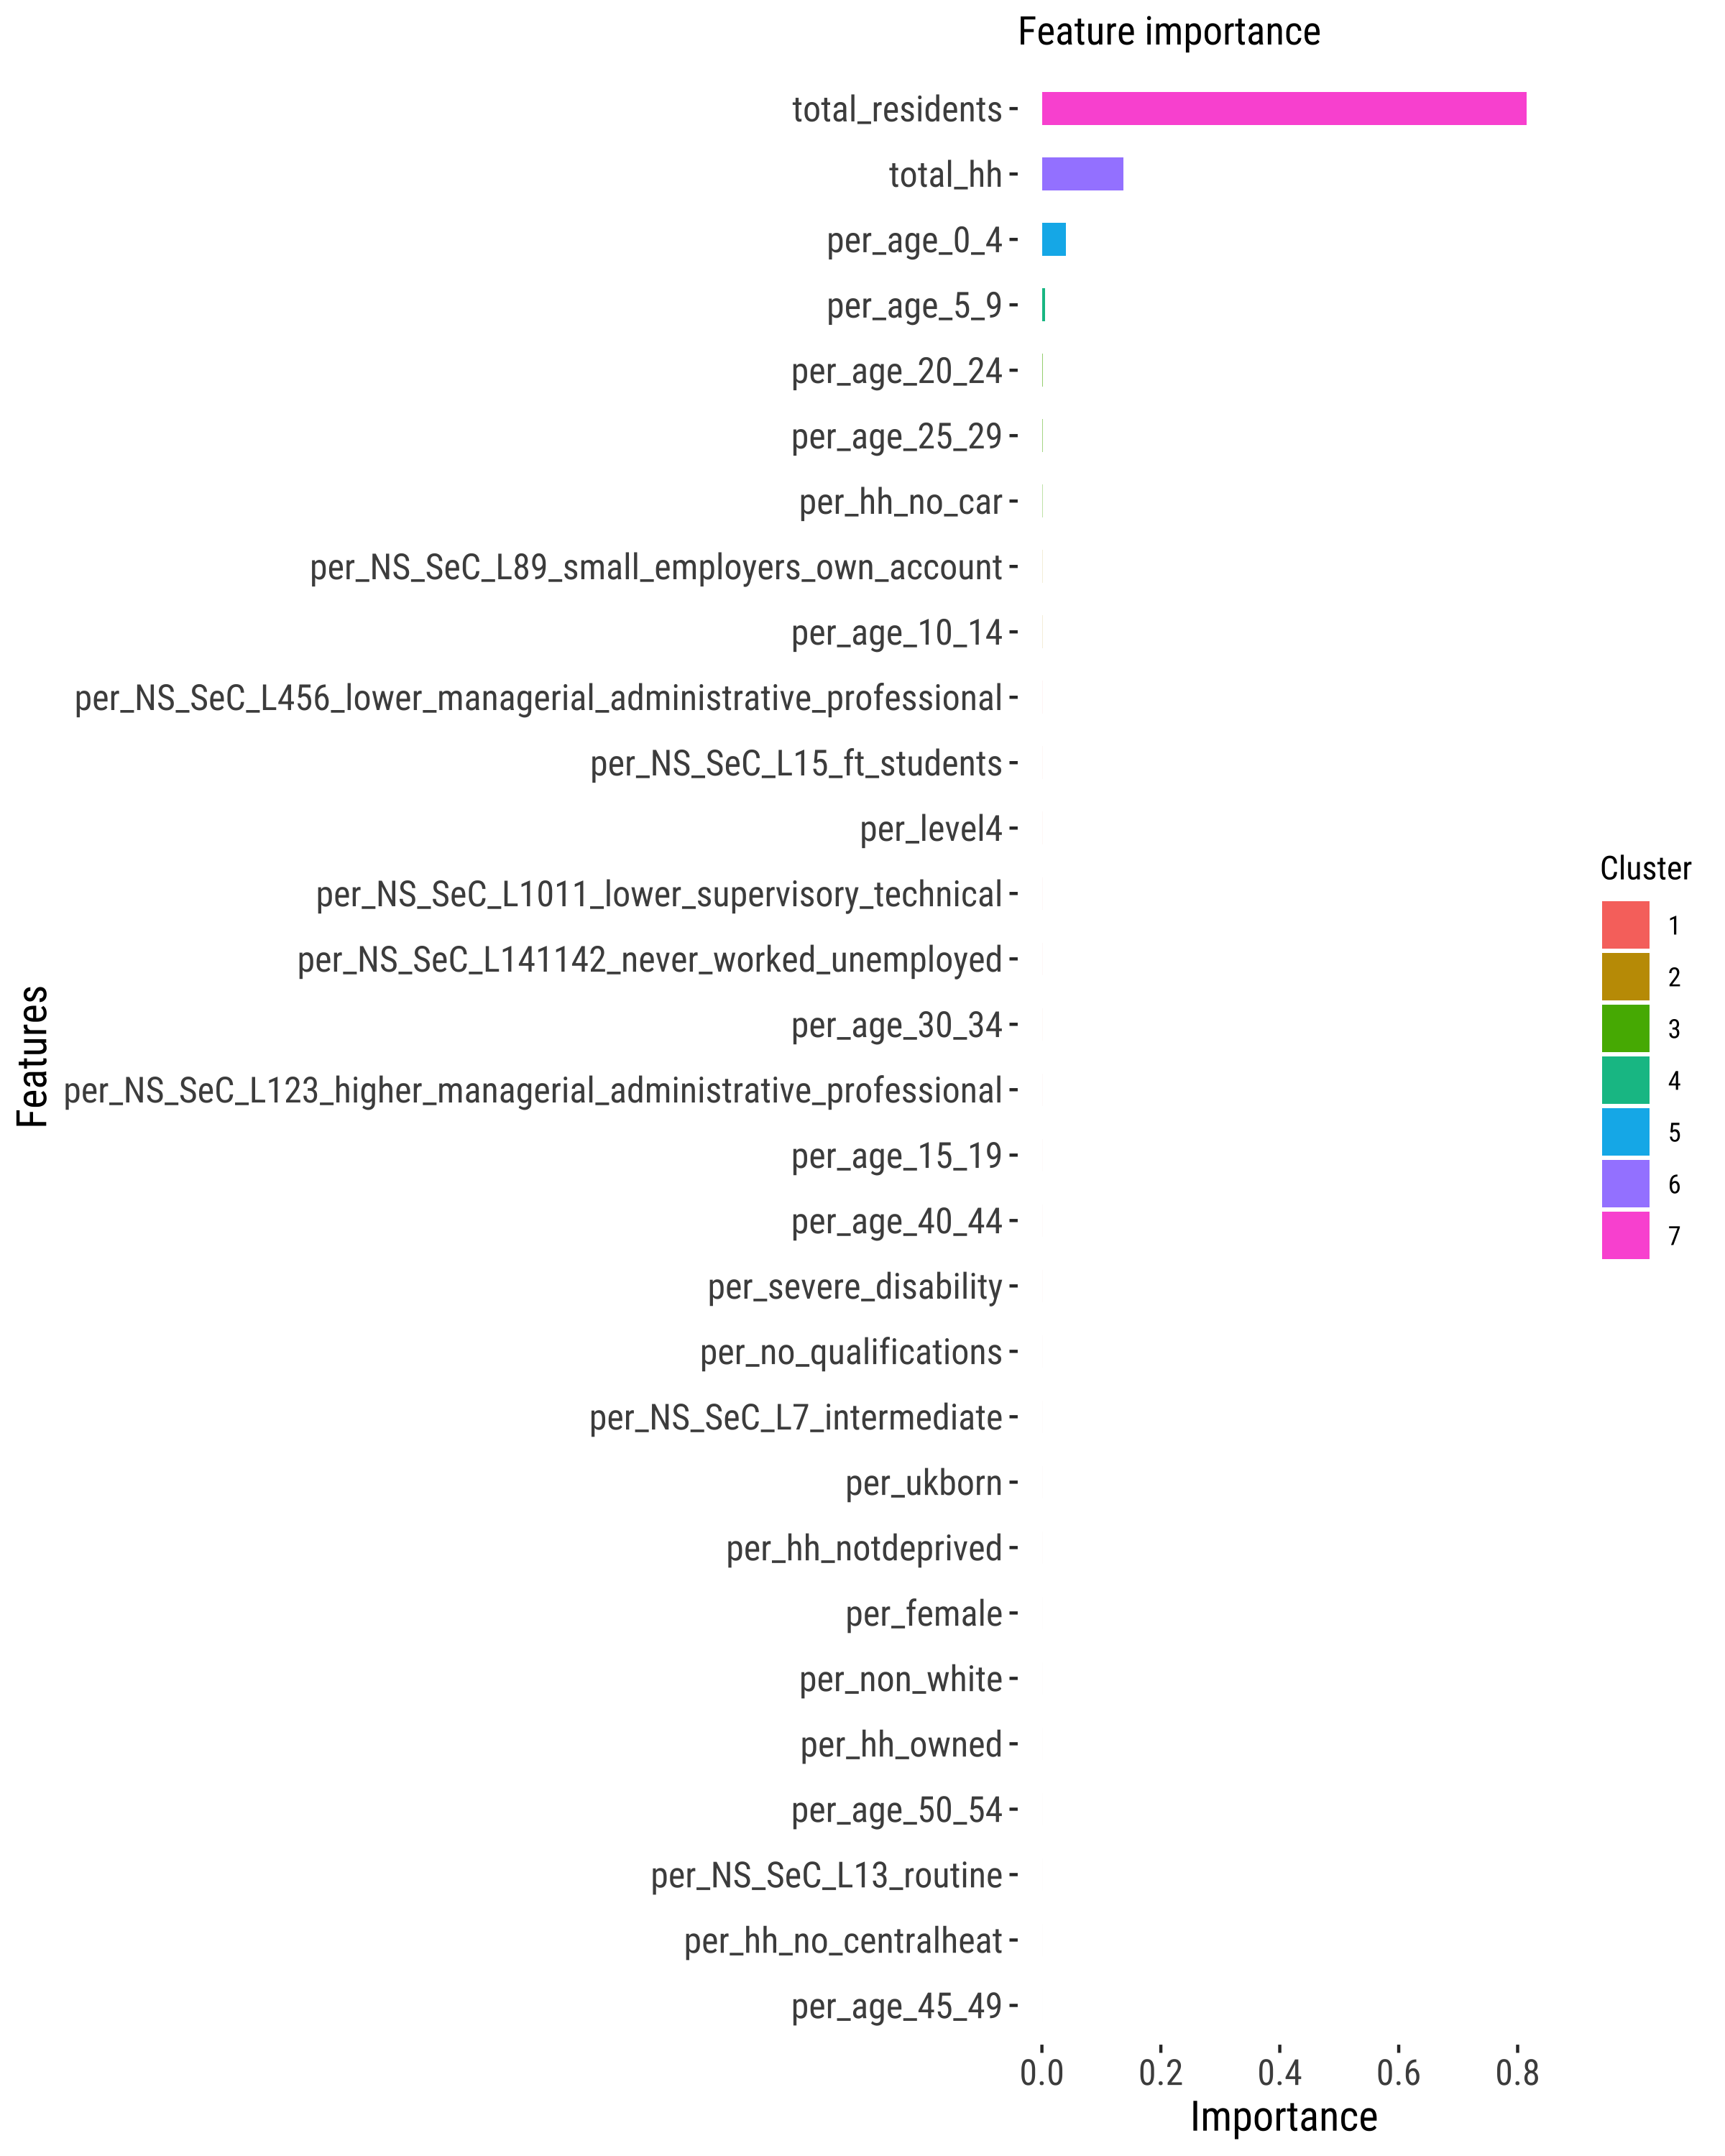 Feature importance
total_residents
total_hh
per_age_0_4
per_age_5_9
per_age_20_24
per_age_25_29
per_hh_no_car
per_NS_SeC_L89_small_employers_own_account
per_age_10_14
per_NS_SeC_L456_lower_managerial_administrative_professional
per_NS_SeC_L15_ft_students
per_level4
per_NS_SeC_L1011_lower_supervisory_technical
per_NS_SeC_L141142_never_worked_unemployed
per_age_30_34
per_NS_SeC_L123_higher_managerial_administrative_professional
per_age_15_19
per_age_40_44
per_severe_disability
per_no_qualifications
per_NS_SeC_L7_intermediate
per_ukborn
per_hh_notdeprived
per_female
per_non_white
per_hh_owned
per_age_50_54
per_NS_SeC_L13_routine
per_hh_no_centralheat
per_age_45_49
Features
0.0 0.2 0.4 0.6 0.8
Importance
Cluster
1
2
3
4
5
6
7